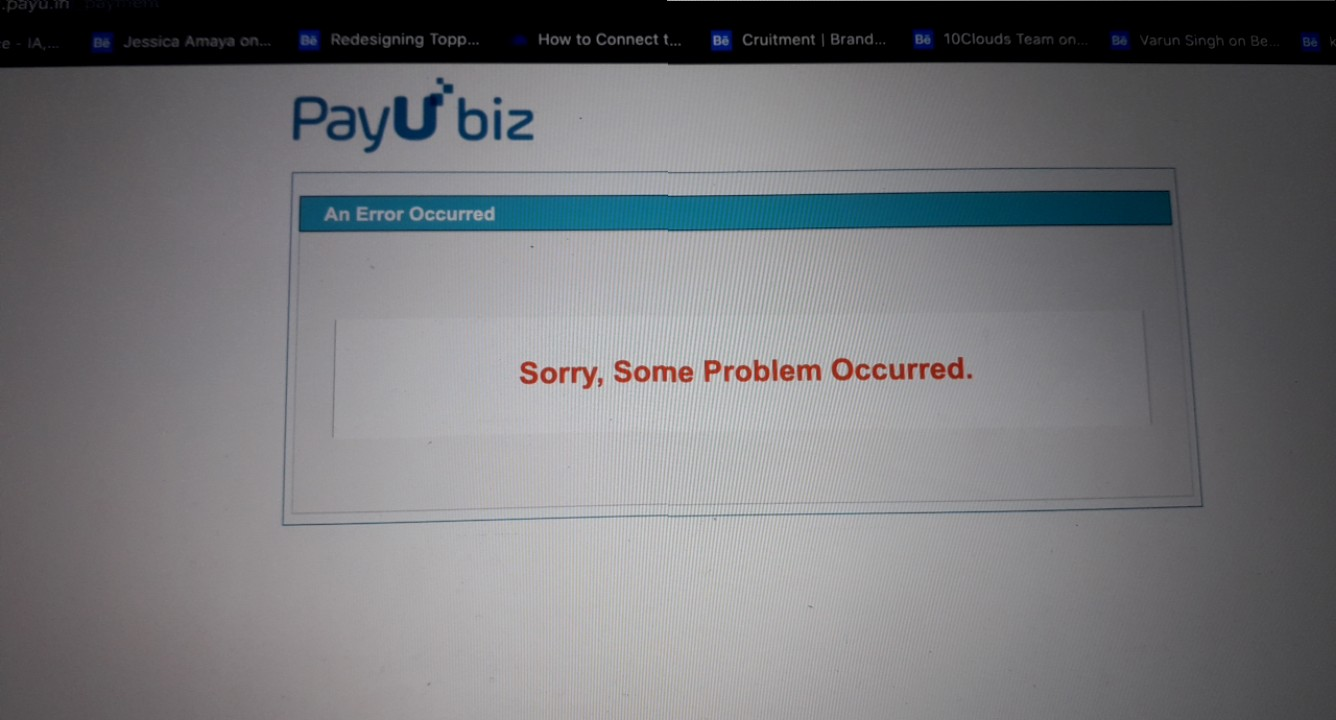 .payu.in
payment
e - IA,...
Bē Jessica Amaya on...
Bē Redesigning Topp...
How to Connect t...
Bē Cruitment | Brand...
Bē 10Clouds Team on...
Bē Varun Singh on Be...
Bē
PayU biz
An Error Occurred
Sorry, Some Problem Occurred.